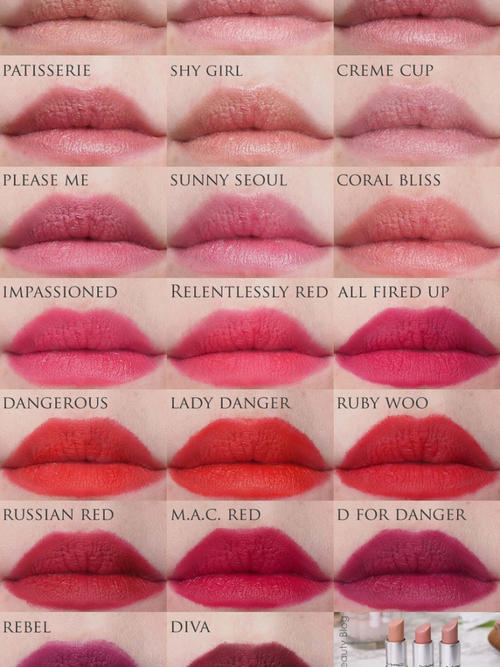 PATISSERIE
SHY GIRL
CREME CUP
PLEASE ME
SUNNY SEOUL
CORAL BLISS
IMPASSIONED
RELENTLESSLY RED
ALL FIRED UP
DANGEROUS
LADY DANGER
RUBY WOO
RUSSIAN RED
M.A.C. RED
D FOR DANGER
REBEL
DIVA
Blog